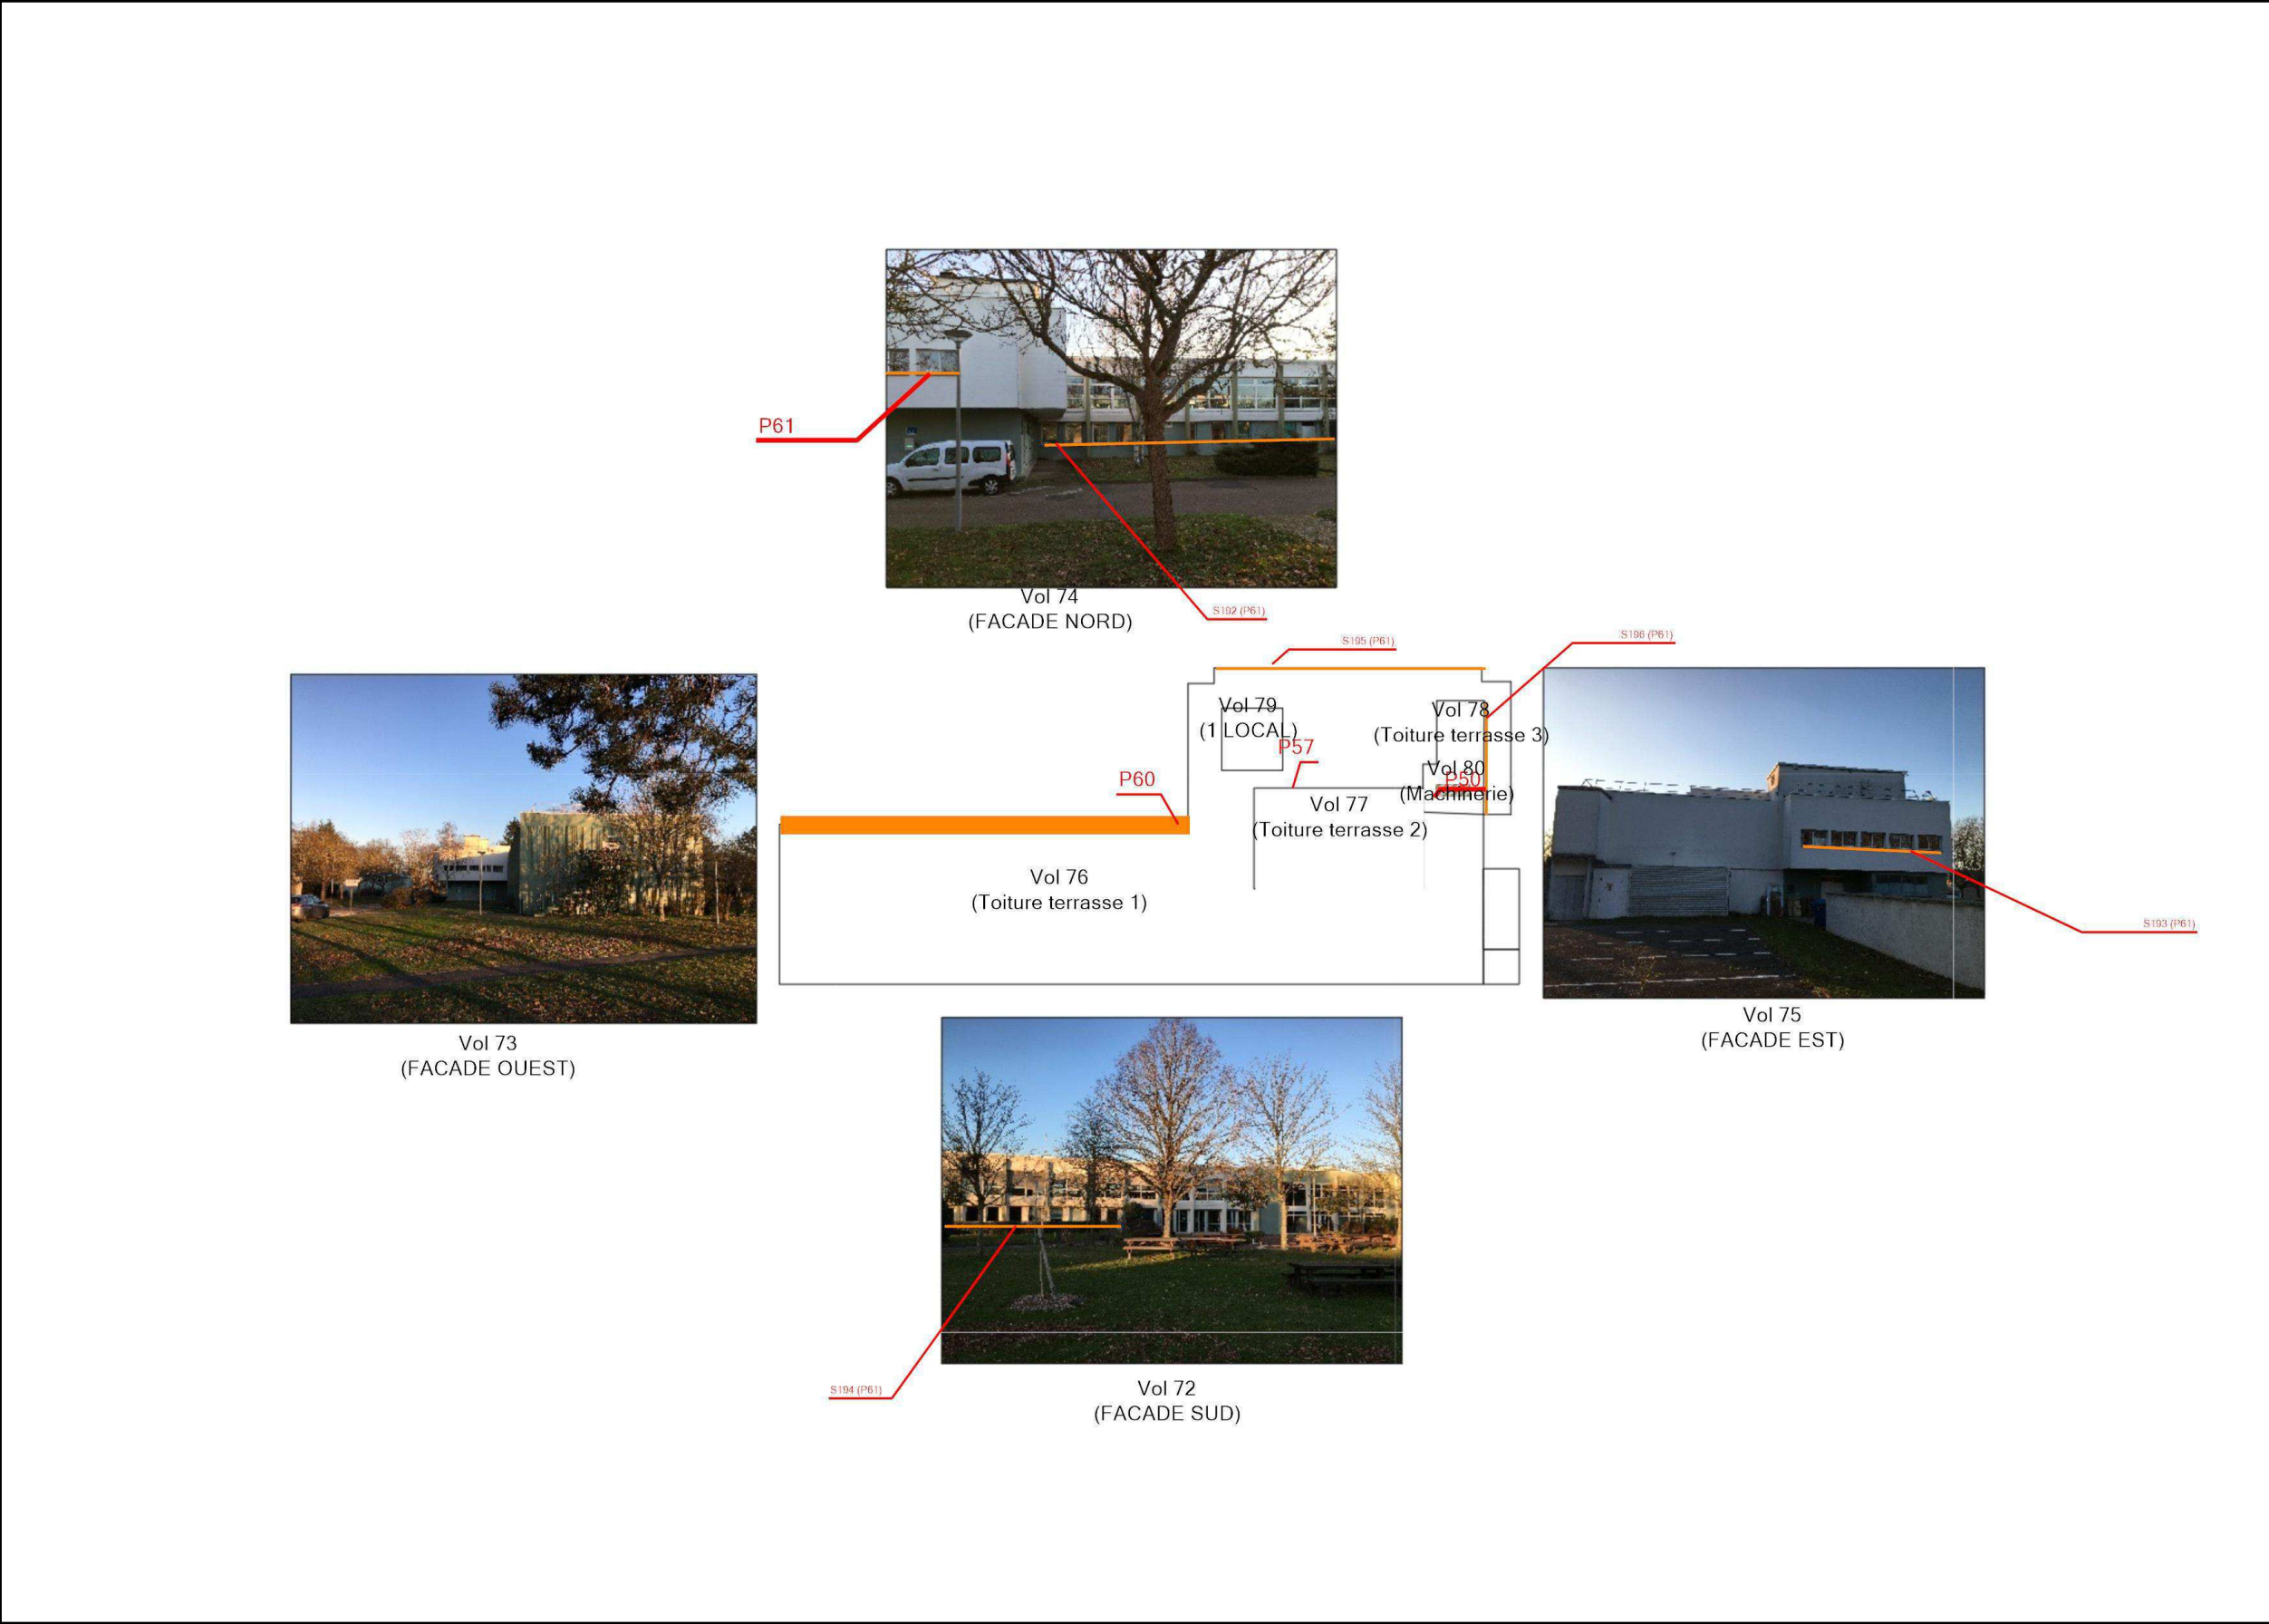 P61
Vol 74
(FACADE NORD)
S192 (P61)
S195 (P61)
S196 (P61)
Vol 79
(1 LOCAL)
P57
Vol 78
(Toiture terrasse 3)
Vol 80
P50
(Machinerie)
P60
Vol 77
(Toiture terrasse 2)
Vol 76
(Toiture terrasse 1)
S193 (P61)
Vol 73
(FACADE OUEST)
Vol 75
(FACADE EST)
S194 (P61)
Vol 72
(FACADE SUD)